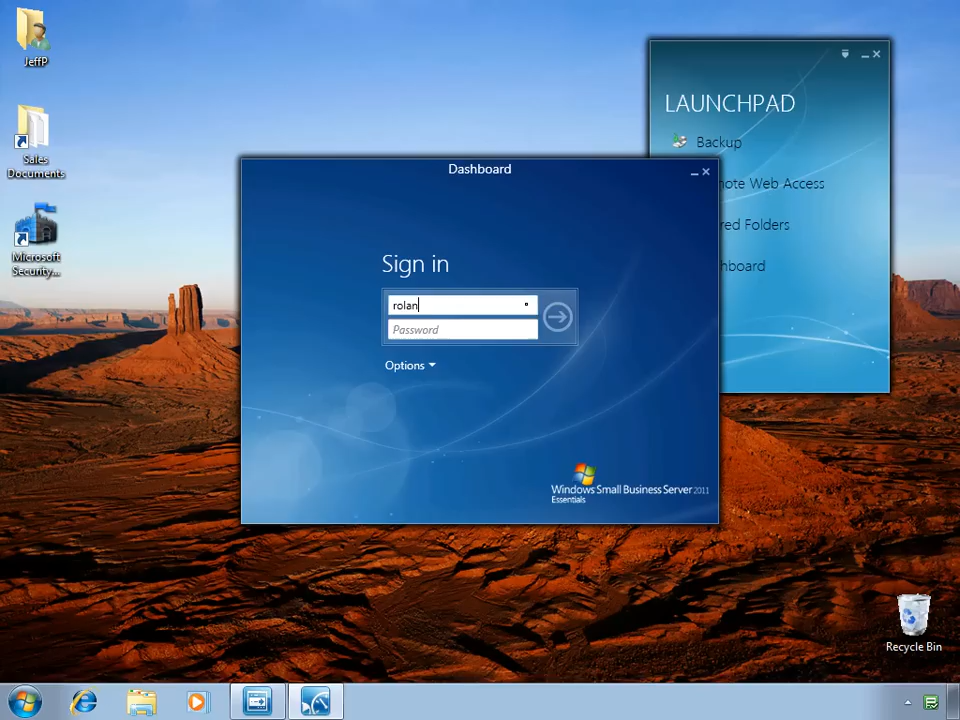 JeffP
Sales
Documents
Microsoft
Security...
LAUNCHPAD
Backup
mote Web Access
red Folders
hboard
Dashboard
Sign in
rolan
Password
Options
Windows Small Business Server 2011
Essentials
Recycle Bin